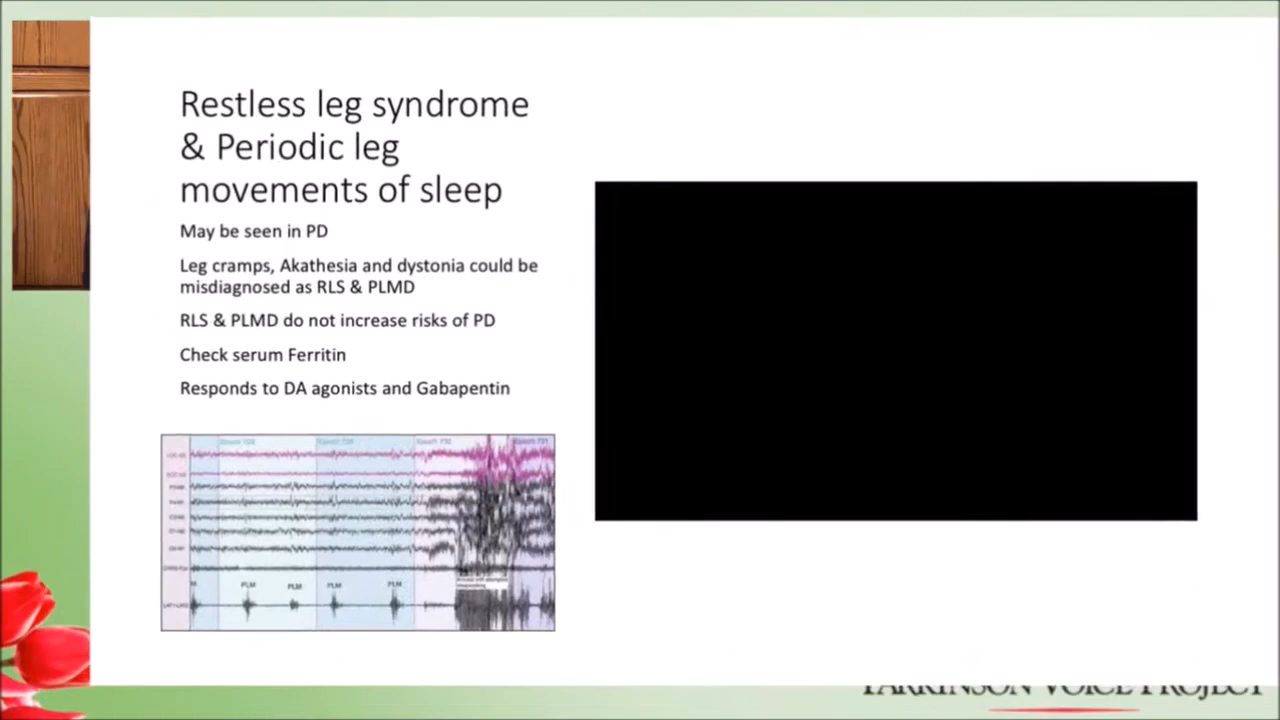 Restless leg syndrome
& Periodic leg
movements of sleep
May be seen in PD
Leg cramps, Akathesia and dystonia could be
misdiagnosed as RLS & PLMD
RLS & PLMD do not increase risks of PD
Check serum Ferritin
Responds to DA agonists and Gabapentin
PLM PLM PLM PLM
PARKINSON VOICE PROJECT